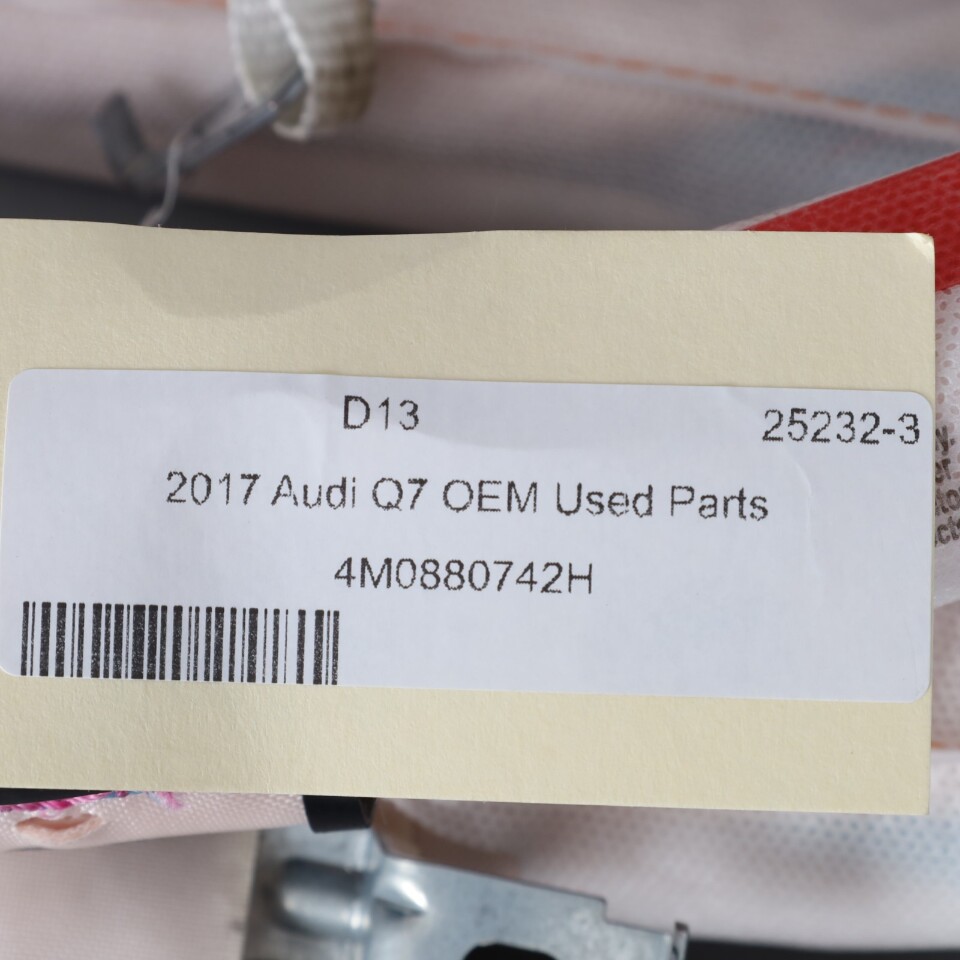 D13 25232-3
2017 Audi Q7 OEM Used Parts
4M0880742H